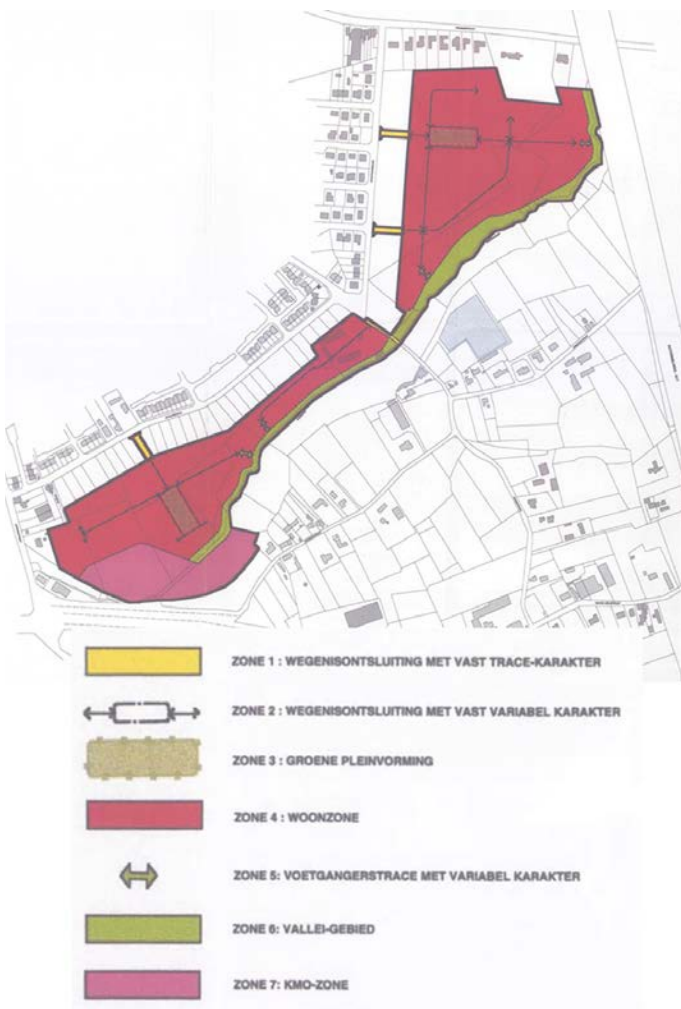 ZONE 1 : WEGENISONTSLUITING MET VAST TRACE-KARAKTER
ZONE 2 : WEGENISONTSLUITING MET VAST VARIABEL KARAKTER
ZONE 3 : GROENE PLEINVORMING
ZONE 4 : WOONZONE
ZONE 5: VOETGANGERSTRACE MET VARIABEL KARAKTER
ZONE 6: VALLEI-GEBIED
ZONE 7: KMO-ZONE